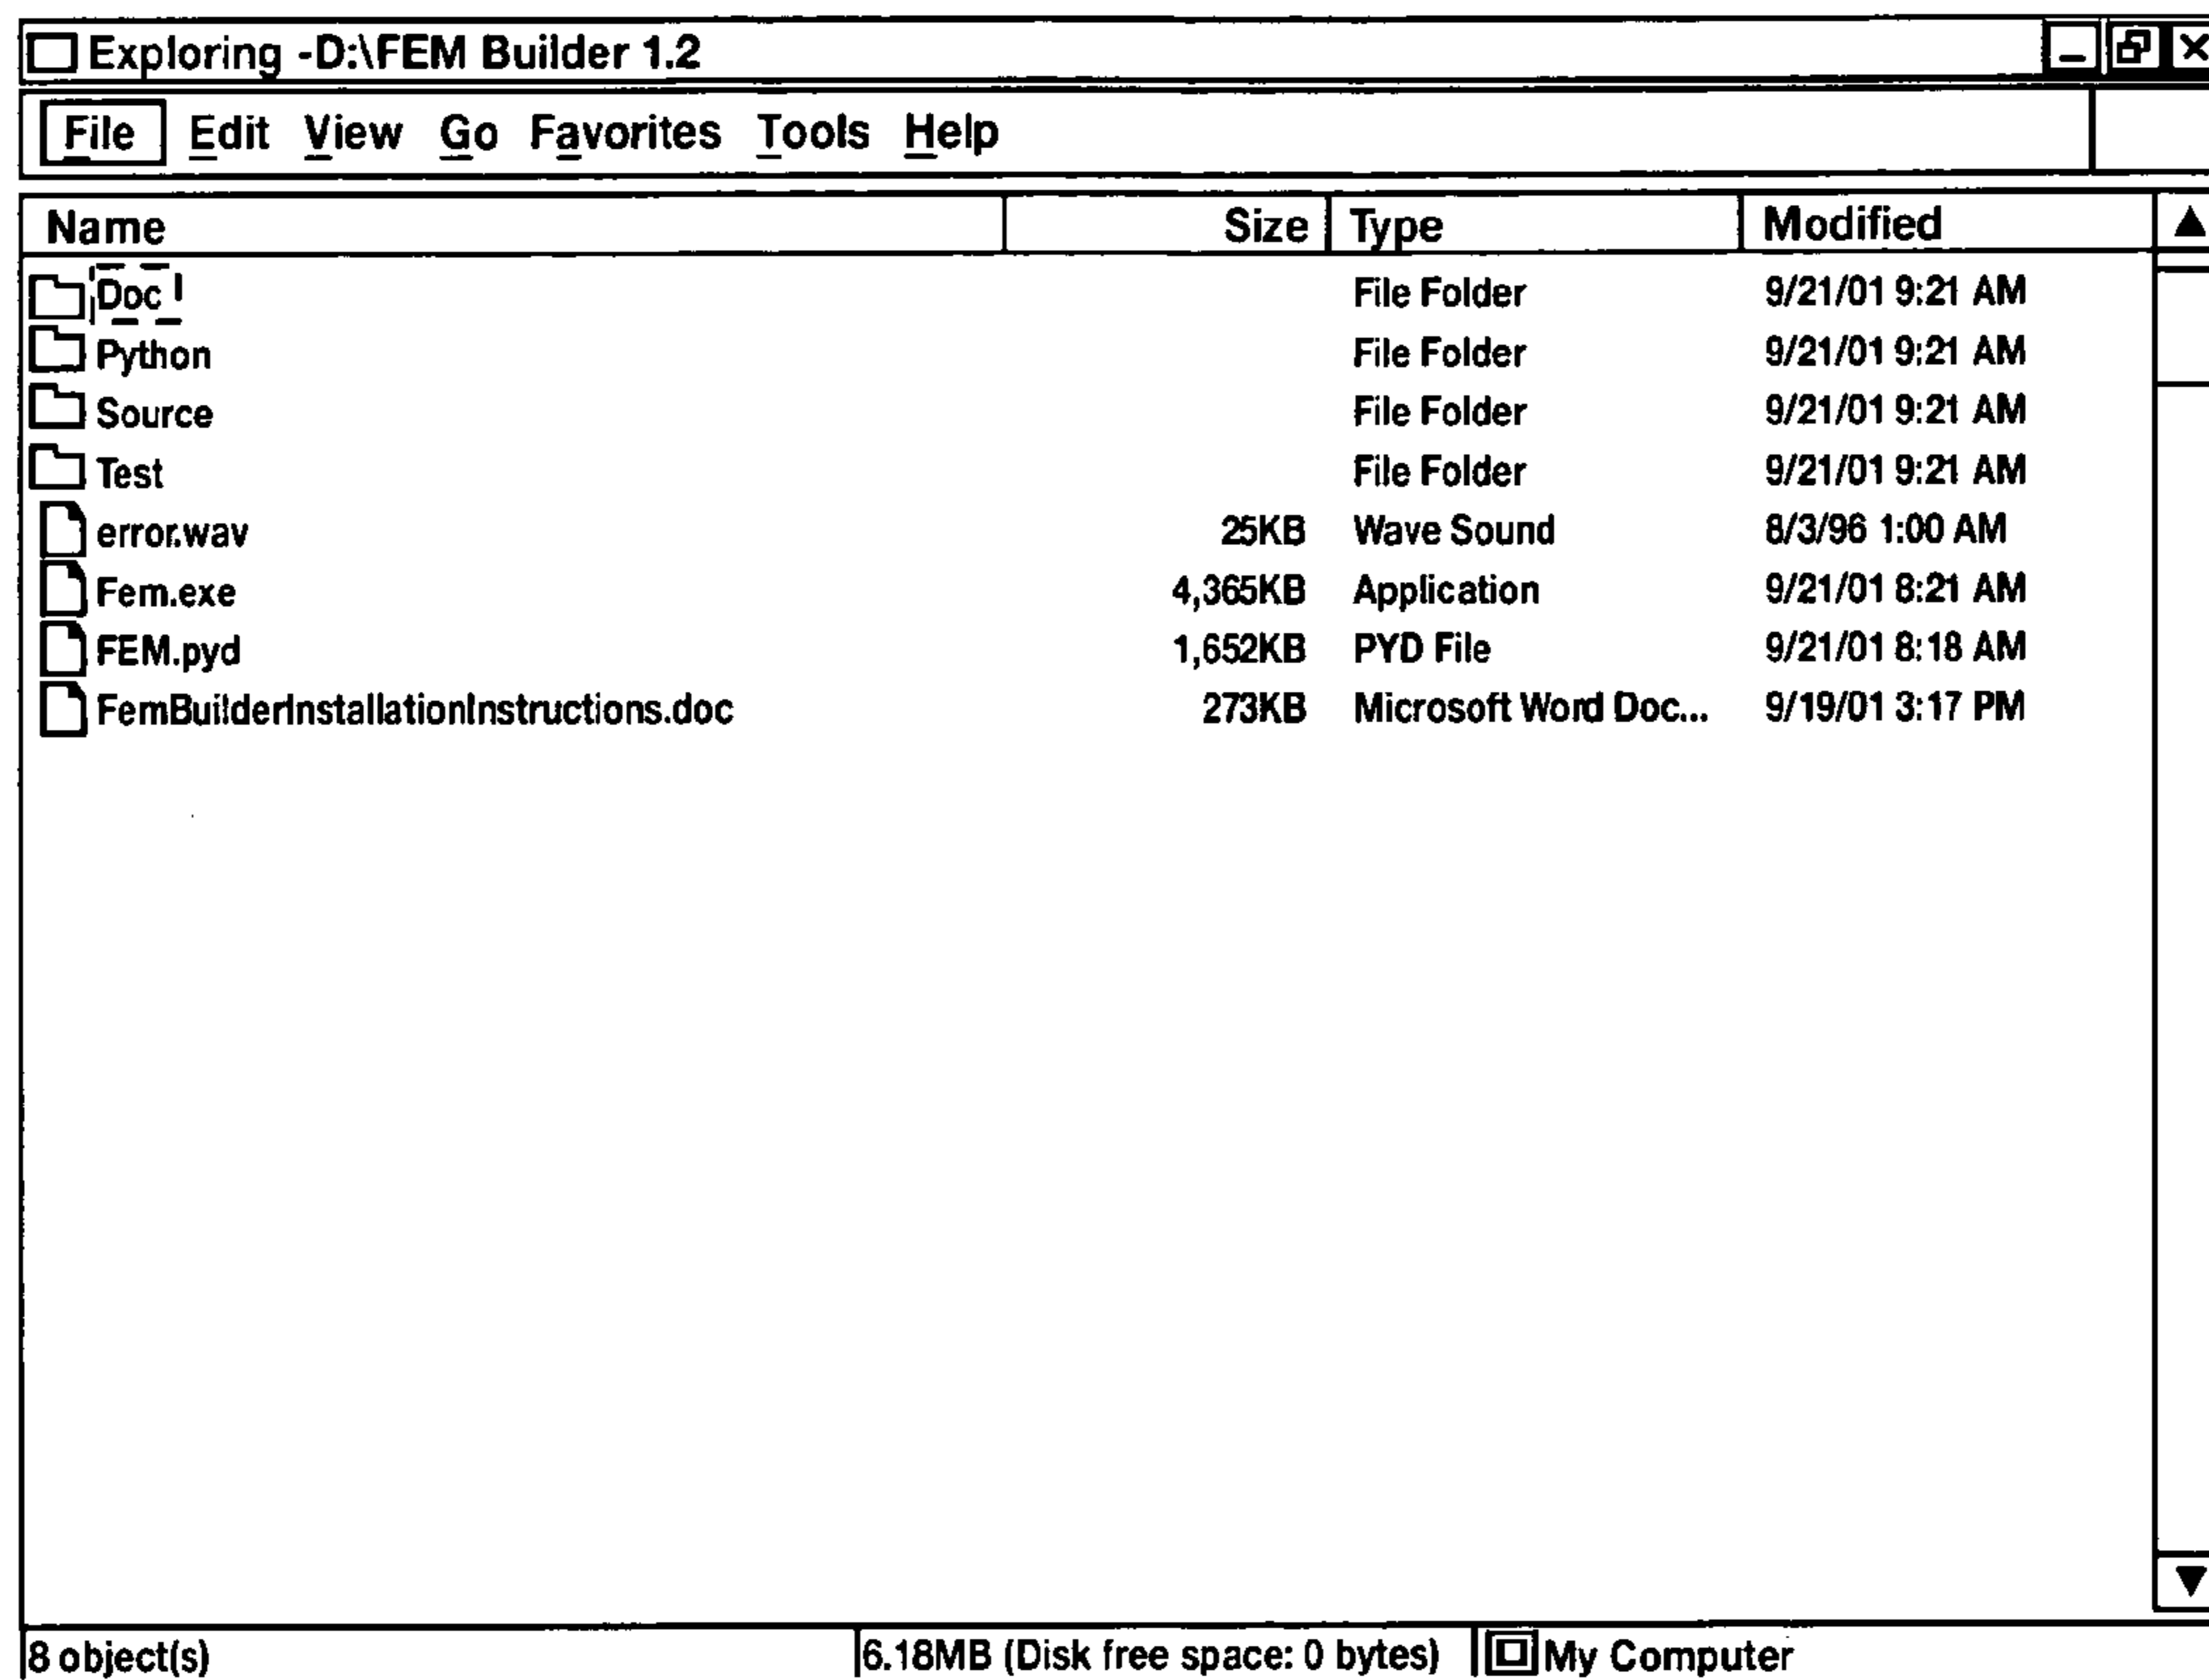 Exploring -D:\FEM Builder 1.2
File Edit View Go Favorites Tools Help
Name Size Type Modified
Doc File Folder 9/21/01 9:21 AM
Python File Folder 9/21/01 9:21 AM
Source File Folder 9/21/01 9:21 AM
Test File Folder 9/21/01 9:21 AM
error.wav 25KB Wave Sound 8/3/96 1:00 AM
Fem.exe 4,365KB Application 9/21/01 8:21 AM
FEM.pyd 1,652KB PYD File 9/21/01 8:18 AM
FemBuilderInstallationInstructions.doc 273KB Microsoft Word Doc... 9/19/01 3:17 PM
8 object(s) 6.18MB (Disk free space: 0 bytes) My Computer